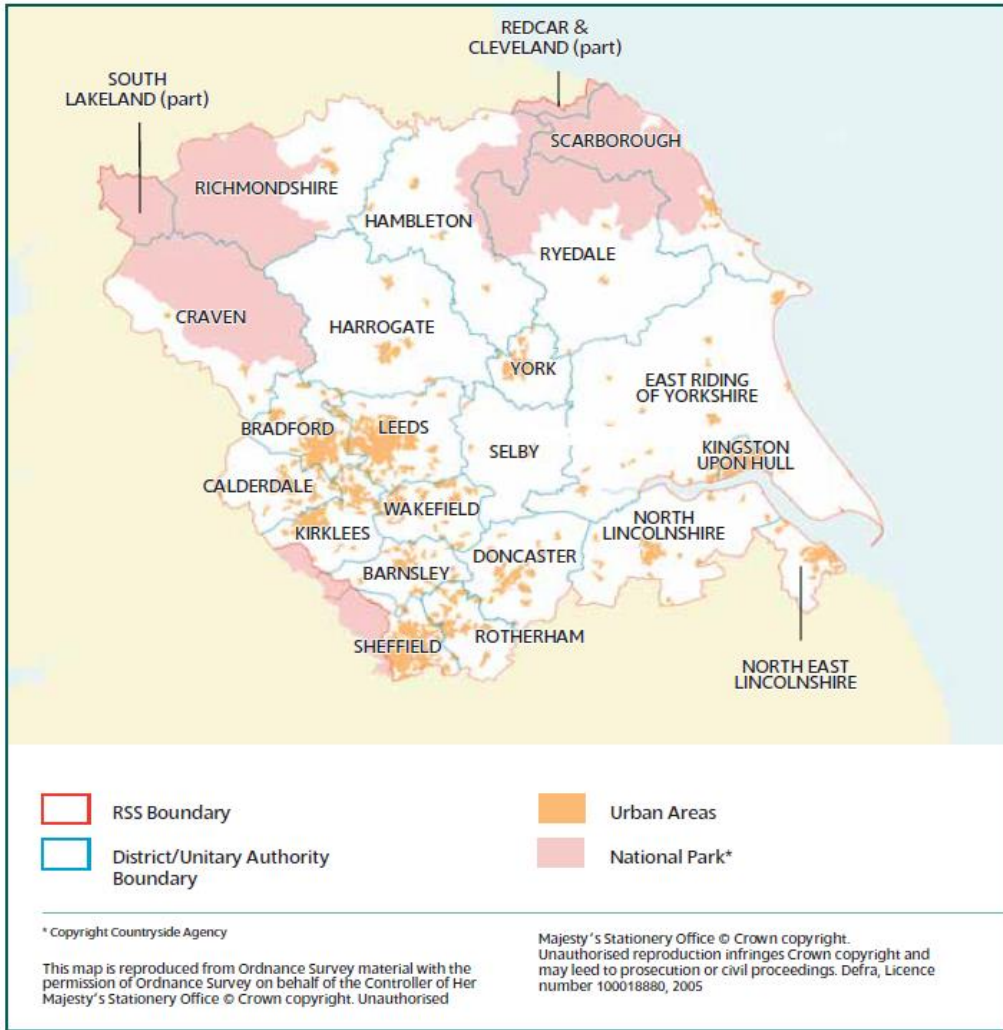 REDCAR &
CLEVELAND (part)
SOUTH
LAKELAND (part)
SCARBOROUGH
RICHMONDSHIRE
HAMBLETON
RYEDALE
CRAVEN
HARROGATE
YORK
EAST RIDING
OF YORKSHIRE
BRADFORD
LEEDS
SELBY
KINGSTON
UPON HULL
CALDERDALE
WAKEFIELD
NORTH
LINCOLNSHIRE
KIRKLEES
DONCASTER
BARNSLEY
ROTHERHAM
SHEFFIELD
NORTH EAST
LINCOLNSHIRE
RSS Boundary
District/Unitary Authority
Boundary
Urban Areas
National Park*
* Copyright Countryside Agency
This map is reproduced from Ordnance Survey material with the
permission of Ordnance Survey on behalf of the Controller of Her
Majesty's Stationery Office © Crown copyright. Unauthorised
Majesty's Stationery Office © Crown copyright.
Unauthorised reproduction infringes Crown copyright and
may leed to prosecution or civil proceedings. Defra, Licence
number 100018880, 2005